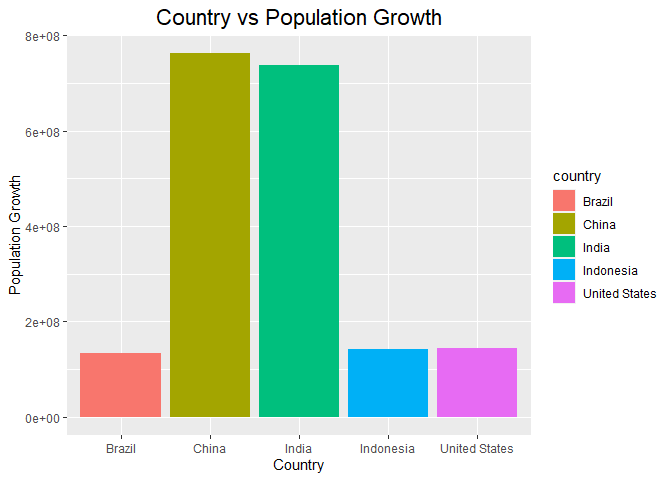 Country vs Population Growth
8e+08
6e+08
4e+08
2e+08
0e+00
Population Growth
Brazil China India Indonesia United States
Country
country
Brazil
China
India
Indonesia
United States